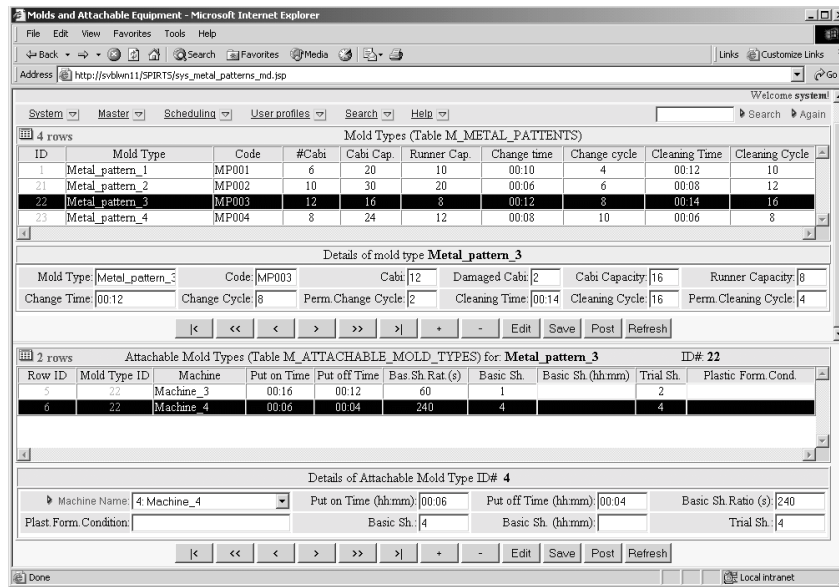 Molds and Attachable Equipment - Microsoft Internet Explorer
File Edit View Favorites Tools Help
Back Search Favorites Media Links Customize Links
Address http://svblwn11/SPIRTS/sys_metal_patterns_md.jsp Go
Welcome system!
System Master Scheduling User profiles Search Help Search Again
4 rows Mold Types (Table M_METAL_PATTENTS)
ID Mold Type Code #Cabi Cabi Cap. Runner Cap. Change time Change cycle Cleaning Time Cleaning Cycle
1 Metal_pattern_1 MP001 6 20 10 00:10 4 00:12 10
21 Metal_pattern_2 MP002 10 30 20 00:06 6 00:08 12
22 Metal_pattern_3 MP003 12 16 8 00:12 8 00:14 16
23 Metal_pattern_4 MP004 8 24 12 00:08 10 00:06 8
Details of mold type Metal_pattern_3
Mold Type: Metal_pattern_3 Code: MP003 Cabi: 12 Damaged Cabi: 2 Cabi Capacity: 16 Runner Capacity: 8
Change Time: 00:12 Change Cycle: 8 Perm.Change Cycle: 2 Cleaning Time: 00:14 Cleaning Cycle: 16 Perm.Cleaning Cycle: 4
|< << < > >> >| + - Edit Save Post Refresh
2 rows Attachable Mold Types (Table M_ATTACHABLE_MOLD_TYPES) for: Metal_pattern_3 ID#: 22
Row ID Mold Type ID Machine Put on Time Put off Time Bas.Sh.Rat.(s) Basic Sh. Basic Sh.(hh:mm) Trial Sh. Plastic Form.Cond.
5 22 Machine_3 00:16 00:12 60 1 2
6 22 Machine_4 00:06 00:04 240 4 4
Details of Attachable Mold Type ID# 4
Machine Name: 4: Machine_4 Put on Time (hh:mm): 00:06 Put off Time (hh:mm): 00:04 Basic Sh.Ratio (s): 240
Plast.Form.Condition: Basic Sh.: 4 Basic Sh. (hh:mm): Trial Sh.: 4
|< << < > >> >| + - Edit Save Post Refresh
Done Local intranet